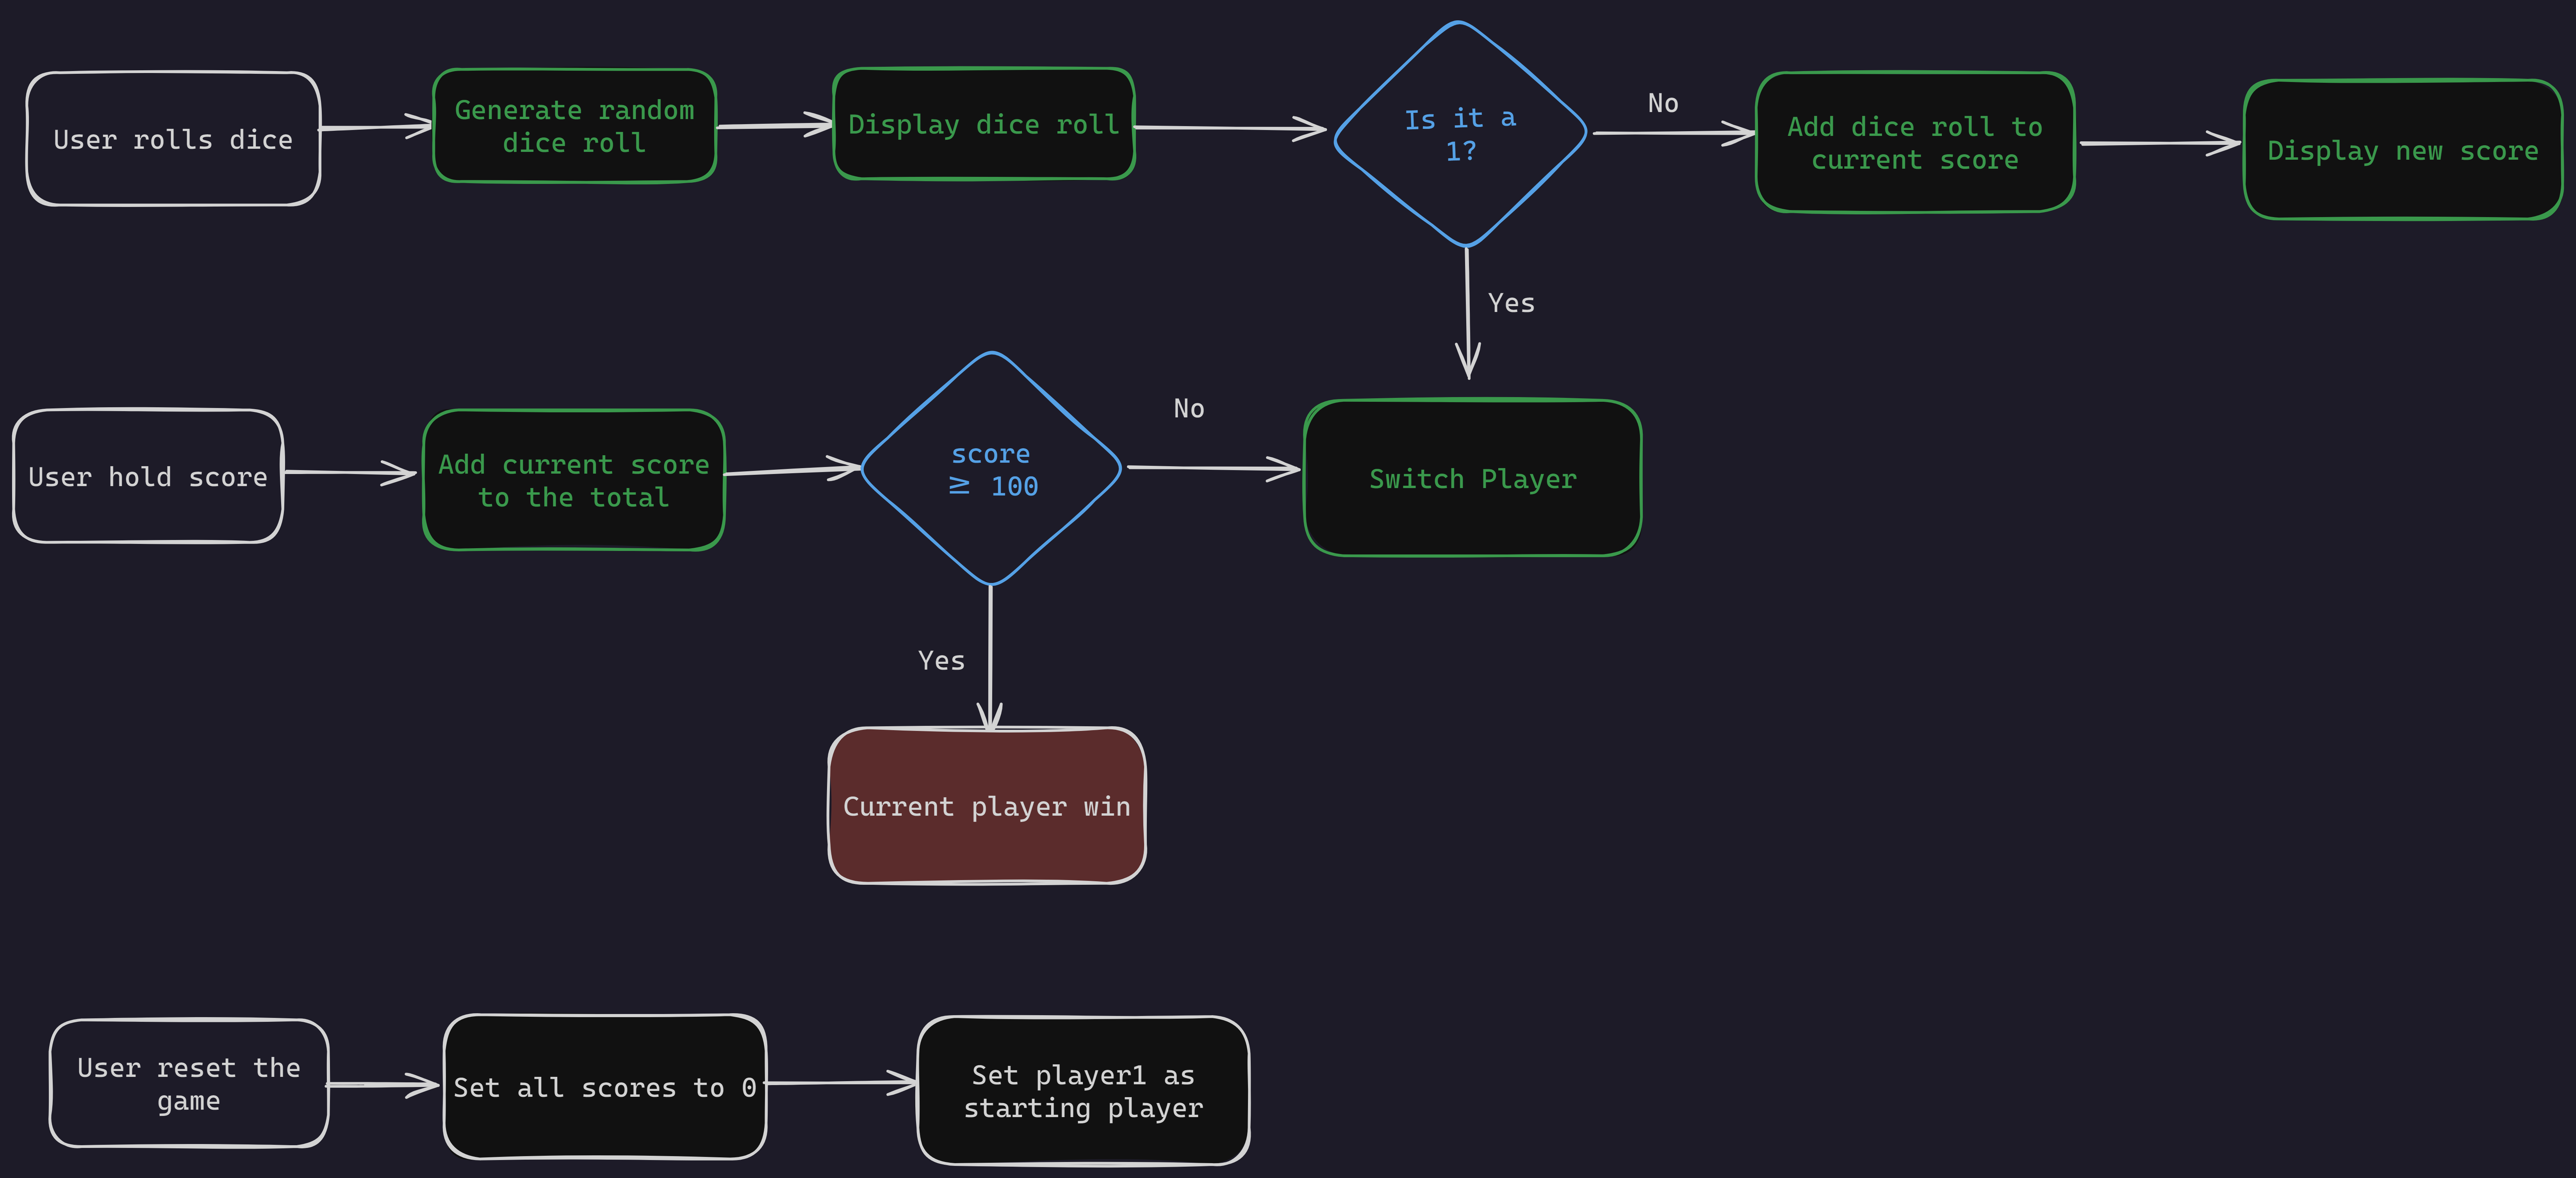 User rolls dice
Generate random
dice roll
Display dice roll
Is it a
1?
No
Add dice roll to
current score
Display new score
Yes
User hold score
Add current score
to the total
score
≥ 100
No
Switch Player
Yes
Current player win
User reset the
game
Set all scores to 0
Set player1 as
starting player